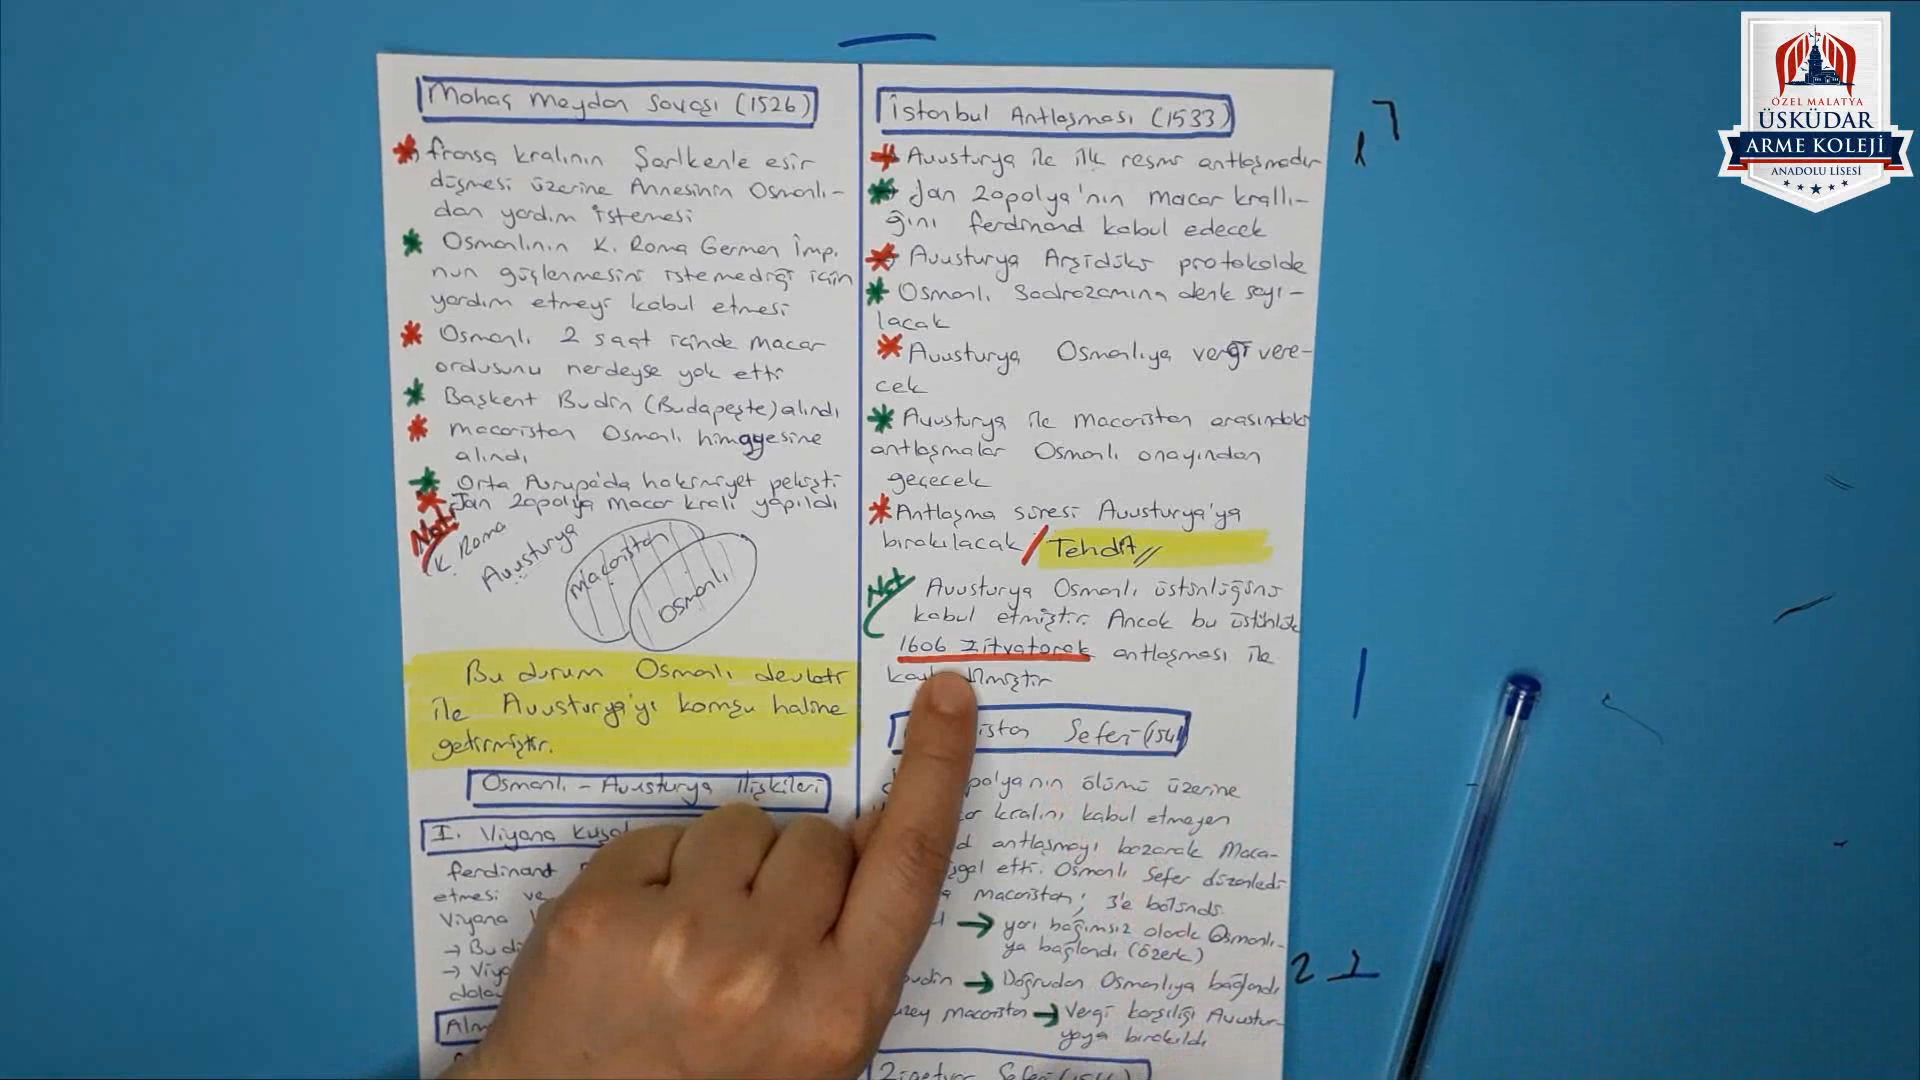 Mohaç Meydan Savaşı (1526)
Fransa kralının Şarlken'e esir
düşmesi üzerine Annesinin Osmanlı-
dan yardım istemesi
Osmanlının K. Roma Germen İmp.
nun güçlenmesini istemediği için
yardım etmeyi kabul etmesi
Osmanlı 2 saat içinde Macar
ordusunu nerdeyse yok etti
Başkent Budin (Budapeşte) alındı
Macaristan Osmanlı himayesine
alındı
Orta Avrupa'da hakimiyet pekişti
Jan Zapolya Macar kralı yapıldı
Not:
K. Roma
Avusturya
Macaristan
Osmanlı
Bu durum Osmanlı devleti
ile Avusturya'yı komşu haline
getirmiştir.
Osmanlı - Avusturya İlişkileri
I. Viyana
Ferdinand
etmesi ve
Viyana
→ Bu
→
İstanbul Antlaşması (1533)
Avusturya ile ilk resmi antlaşmadır
Jan Zapolya'nın Macar krallı-
ğını Ferdinand kabul edecek
Avusturya Arşidükü protokolde
Osmanlı Sadrazamına denk sayı-
lacak
Avusturya Osmanlıya vergi vere-
cek
Avusturya ile Macaristan arasındaki
antlaşmalar Osmanlı onayından
geçecek
Antlaşma süresi Avusturya'ya
bırakılacak / Tehdit //
Not
Avusturya Osmanlı üstünlüğünü
kabul etmiştir. Ancak bu üstünlük
1606 Zitvatorok antlaşması ile
Seferi (1541)
ölümü üzerine
kralını kabul etmeyen
antlaşmayı bozarak Maca-
etti. Osmanlı Sefer düzenledi
Macaristan; 3'e bölündü.
→ yarı bağımsız olarak Osmanlı-
ya bağlandı (özerk)
→ Doğrudan Osmanlıya bağlandı
Macaristan → Vergi karşılığı Avustur-
yaya bırakıldı
ÖZEL MALATYA
ÜSKÜDAR
ARME KOLEJİ
ANADOLU LİSESİ